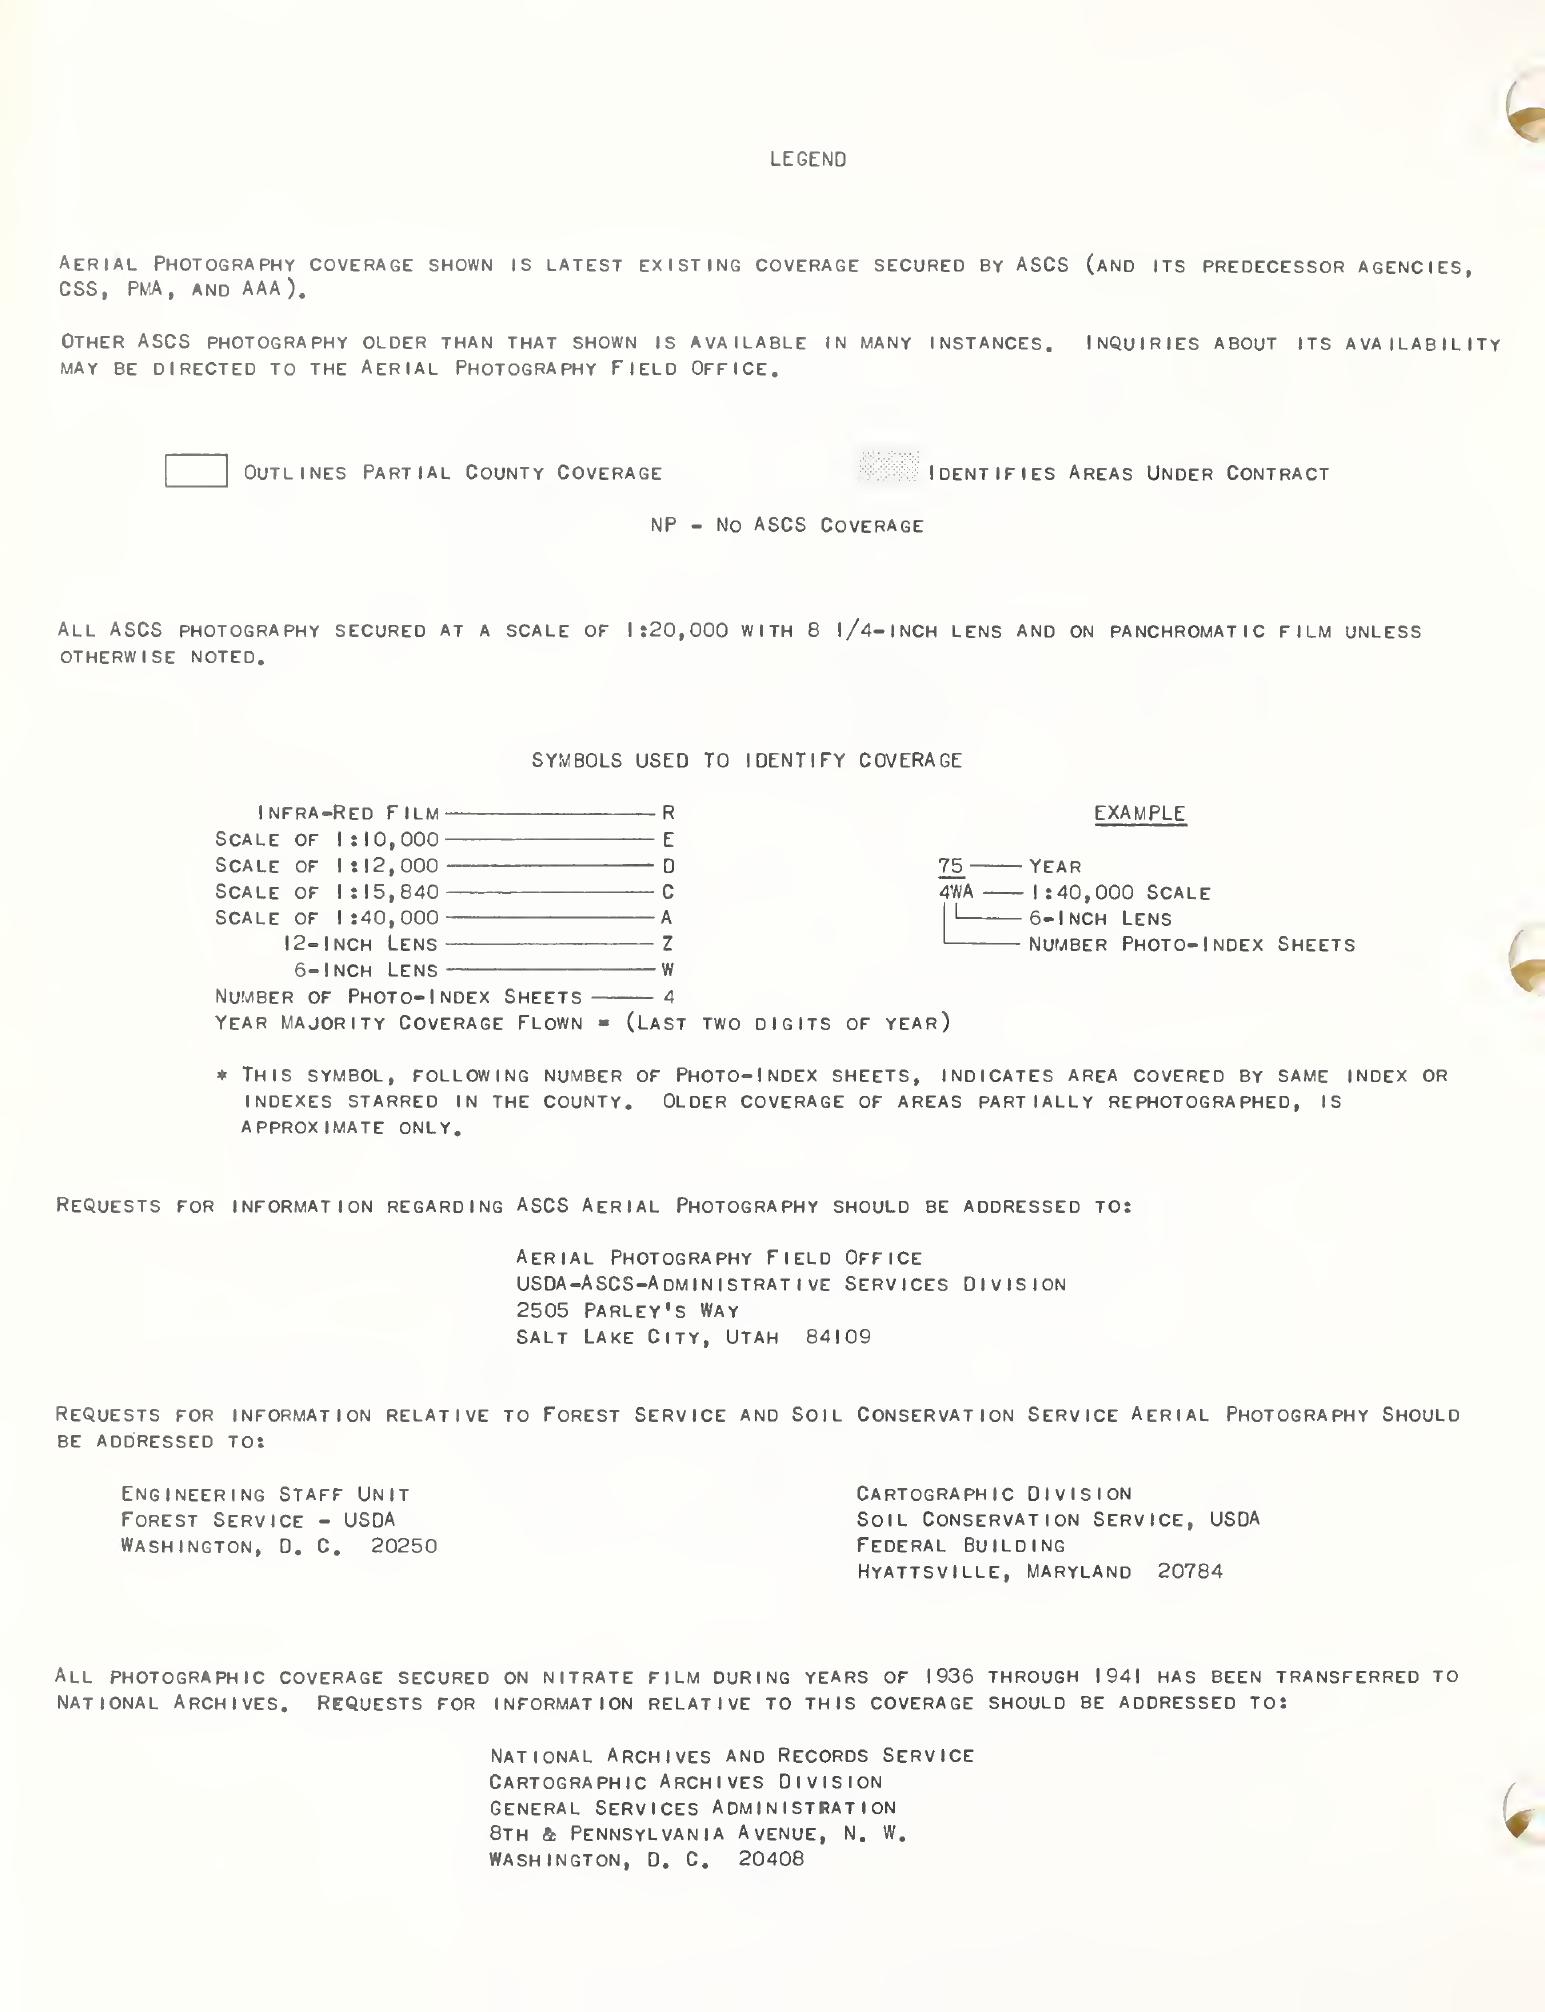 LEGEND
AERIAL PHOTOGRAPHY COVERAGE SHOWN IS LATEST EXISTING COVERAGE SECURED BY ASCS (AND ITS PREDECESSOR AGENCIES,
CSS, PMA, AND AAA).
OTHER ASCS PHOTOGRAPHY OLDER THAN THAT SHOWN IS AVAILABLE IN MANY INSTANCES. INQUIRIES ABOUT ITS AVAILABILITY
MAY BE DIRECTED TO THE AERIAL PHOTOGRAPHY FIELD OFFICE.
OUTLINES PARTIAL COUNTY COVERAGE
IDENTIFIES AREAS UNDER CONTRACT
NP - NO ASCS COVERAGE
ALL ASCS PHOTOGRAPHY SECURED AT A SCALE OF 1:20,000 WITH 8 1/4-INCH LENS AND ON PANCHROMATIC FILM UNLESS
OTHERWISE NOTED.
SYMBOLS USED TO IDENTIFY COVERAGE
INFRA-RED FILM R
SCALE OF 1:10,000 E
SCALE OF 1:12,000 D
SCALE OF 1:15,840 C
SCALE OF 1:40,000 A
12-INCH LENS Z
6-INCH LENS W
NUMBER OF PHOTO-INDEX SHEETS 4
YEAR MAJORITY COVERAGE FLOWN = (LAST TWO DIGITS OF YEAR)
EXAMPLE
75 YEAR
4WA 1:40,000 SCALE
6-INCH LENS
NUMBER PHOTO-INDEX SHEETS
* THIS SYMBOL, FOLLOWING NUMBER OF PHOTO-INDEX SHEETS, INDICATES AREA COVERED BY SAME INDEX OR
INDEXES STARRED IN THE COUNTY. OLDER COVERAGE OF AREAS PARTIALLY REPHOTOGRAPHED, IS
APPROXIMATE ONLY.
REQUESTS FOR INFORMATION REGARDING ASCS AERIAL PHOTOGRAPHY SHOULD BE ADDRESSED TO:
AERIAL PHOTOGRAPHY FIELD OFFICE
USDA-ASCS-ADMINISTRATIVE SERVICES DIVISION
2505 PARLEY'S WAY
SALT LAKE CITY, UTAH 84109
REQUESTS FOR INFORMATION RELATIVE TO FOREST SERVICE AND SOIL CONSERVATION SERVICE AERIAL PHOTOGRAPHY SHOULD
BE ADDRESSED TO:
ENGINEERING STAFF UNIT
FOREST SERVICE - USDA
WASHINGTON, D. C. 20250
CARTOGRAPHIC DIVISION
SOIL CONSERVATION SERVICE, USDA
FEDERAL BUILDING
HYATTSVILLE, MARYLAND 20784
ALL PHOTOGRAPHIC COVERAGE SECURED ON NITRATE FILM DURING YEARS OF 1936 THROUGH 1941 HAS BEEN TRANSFERRED TO
NATIONAL ARCHIVES. REQUESTS FOR INFORMATION RELATIVE TO THIS COVERAGE SHOULD BE ADDRESSED TO:
NATIONAL ARCHIVES AND RECORDS SERVICE
CARTOGRAPHIC ARCHIVES DIVISION
GENERAL SERVICES ADMINISTRATION
8TH & PENNSYLVANIA AVENUE, N. W.
WASHINGTON, D. C. 20408